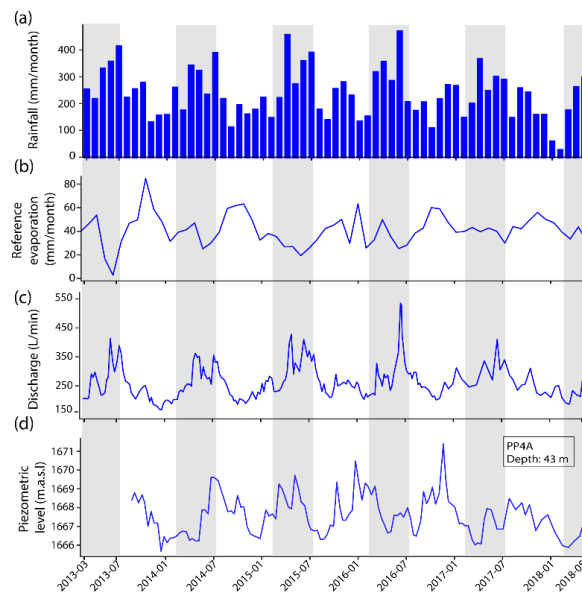 (a)
Rainfall (mm/month)
400
300
200
100
0
(b)
Reference
evaporation
(mm/month)
80
60
40
20
0
(c)
Discharge (L/min)
550
450
350
250
150
(d)
Piezometric
level (m.a.s.l)
1671
1670
1669
1668
1667
1666
PP4A
Depth: 43 m
2013-03
2013-07
2014-01
2014-07
2015-01
2015-07
2016-01
2016-07
2017-01
2017-07
2018-01